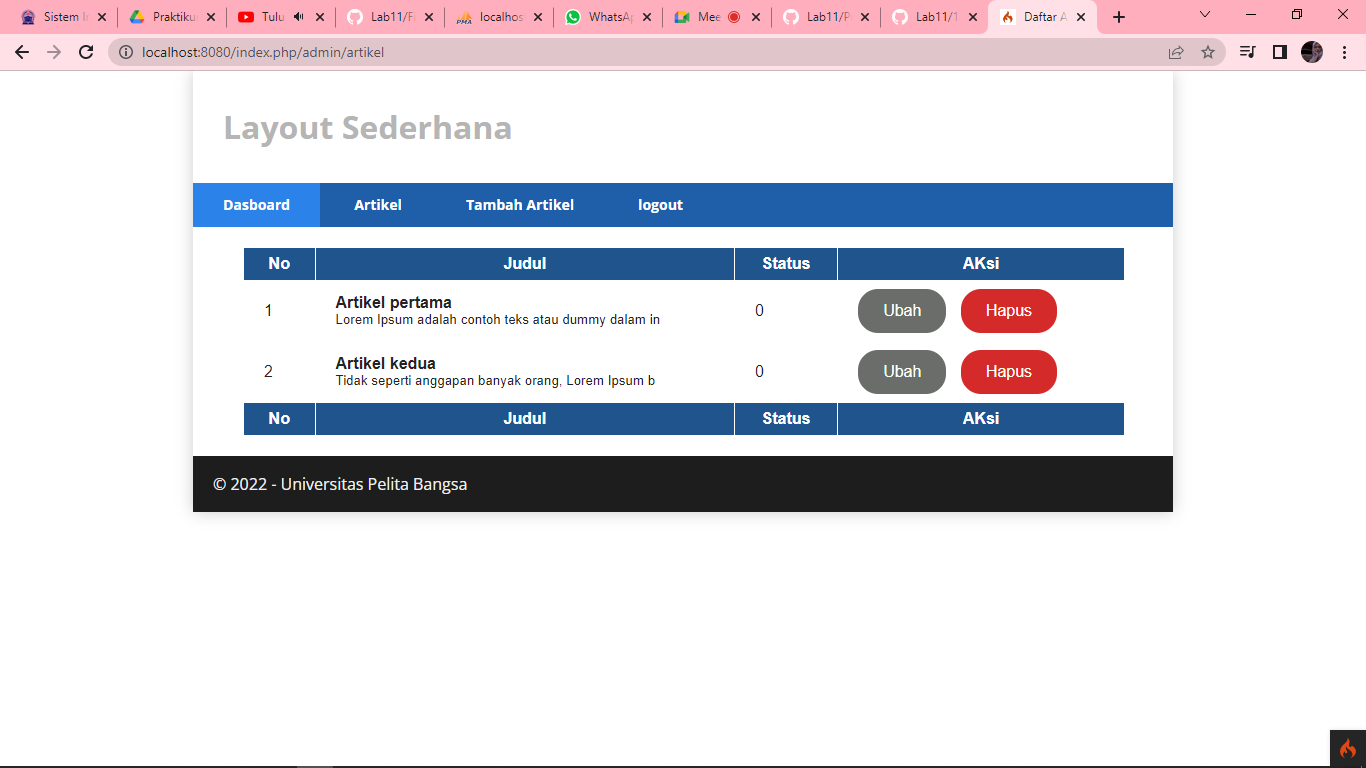 Sistem I
Praktiku
Tulu
Lab11/F
PMA
localhos
WhatsAp
Mee
Lab11/P
Lab11/1
Daftar A
localhost:8080/index.php/admin/artikel
Layout Sederhana
Dasboard Artikel Tambah Artikel logout
No Judul Status AKsi
1 Artikel pertama 0 Ubah Hapus
Lorem Ipsum adalah contoh teks atau dummy dalam in
2 Artikel kedua 0 Ubah Hapus
Tidak seperti anggapan banyak orang, Lorem Ipsum b
No Judul Status AKsi
© 2022 - Universitas Pelita Bangsa